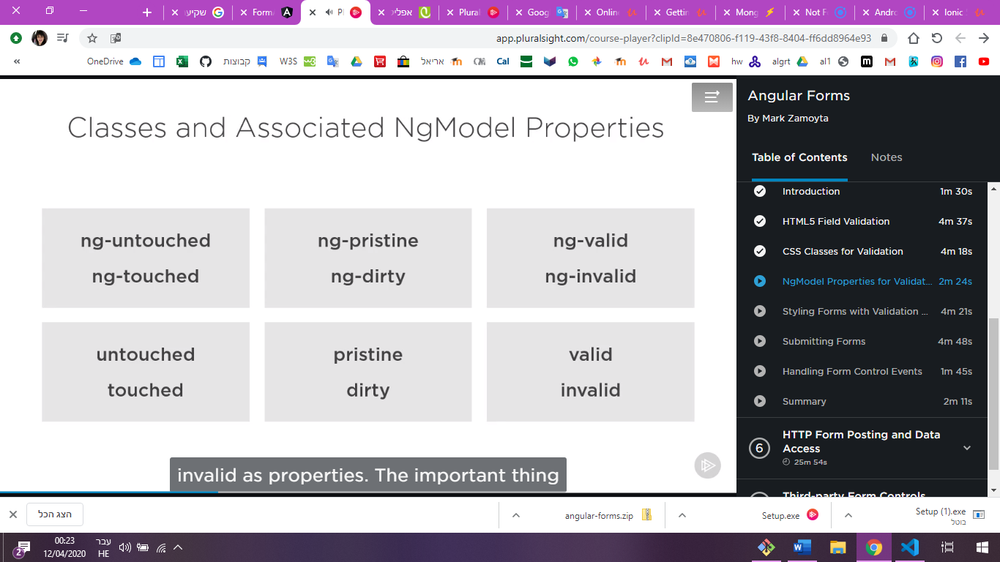 שקיעו
Form
Pl
אפליכ
Plural
Goog
Online
Gettin
Mong
Not F
Andro
Ionic
app.pluralsight.com/course-player?clipId=8e470806-f119-43f8-8404-ff6dd8964e93
«
OneDrive
קבוצות
W3S
אריאל
Cal
hw
algrt
al1
Classes and Associated NgModel Properties
ng-untouched
ng-touched
ng-pristine
ng-dirty
ng-valid
ng-invalid
untouched
touched
pristine
dirty
valid
invalid
invalid as properties. The important thing
Angular Forms
By Mark Zamoyta
Table of Contents
Notes
Introduction 1m 30s
HTML5 Field Validation 4m 37s
CSS Classes for Validation 4m 18s
NgModel Properties for Validat... 2m 24s
Styling Forms with Validation ... 4m 21s
Submitting Forms 4m 48s
Handling Form Control Events 1m 45s
Summary 2m 11s
6
HTTP Form Posting and Data
Access
25m 54s
Third-party Form Controls
הצג הכל
angular-forms.zip
Setup.exe
Setup (1).exe
בוטל
2
00:23
12/04/2020
עבר
HE